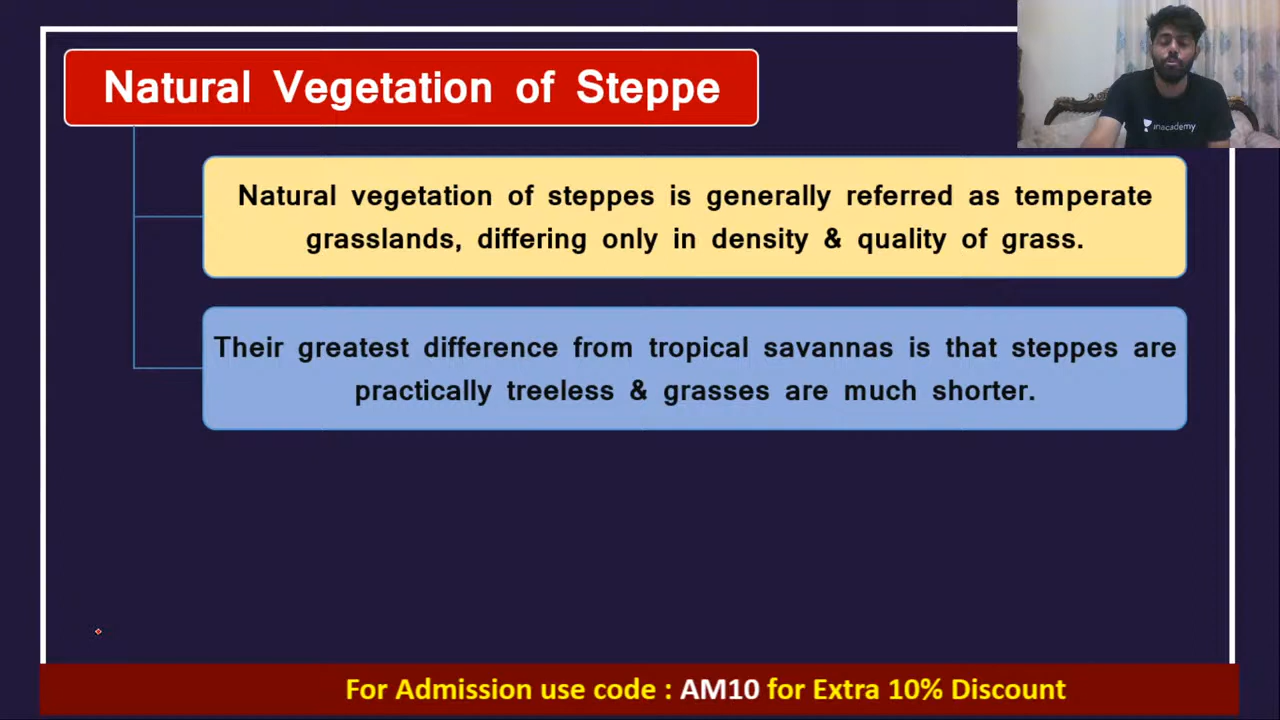 Natural Vegetation of Steppe
Natural vegetation of steppes is generally referred as temperate
grasslands, differing only in density & quality of grass.
Their greatest difference from tropical savannas is that steppes are
practically treeless & grasses are much shorter.
For Admission use code : AM10 for Extra 10% Discount